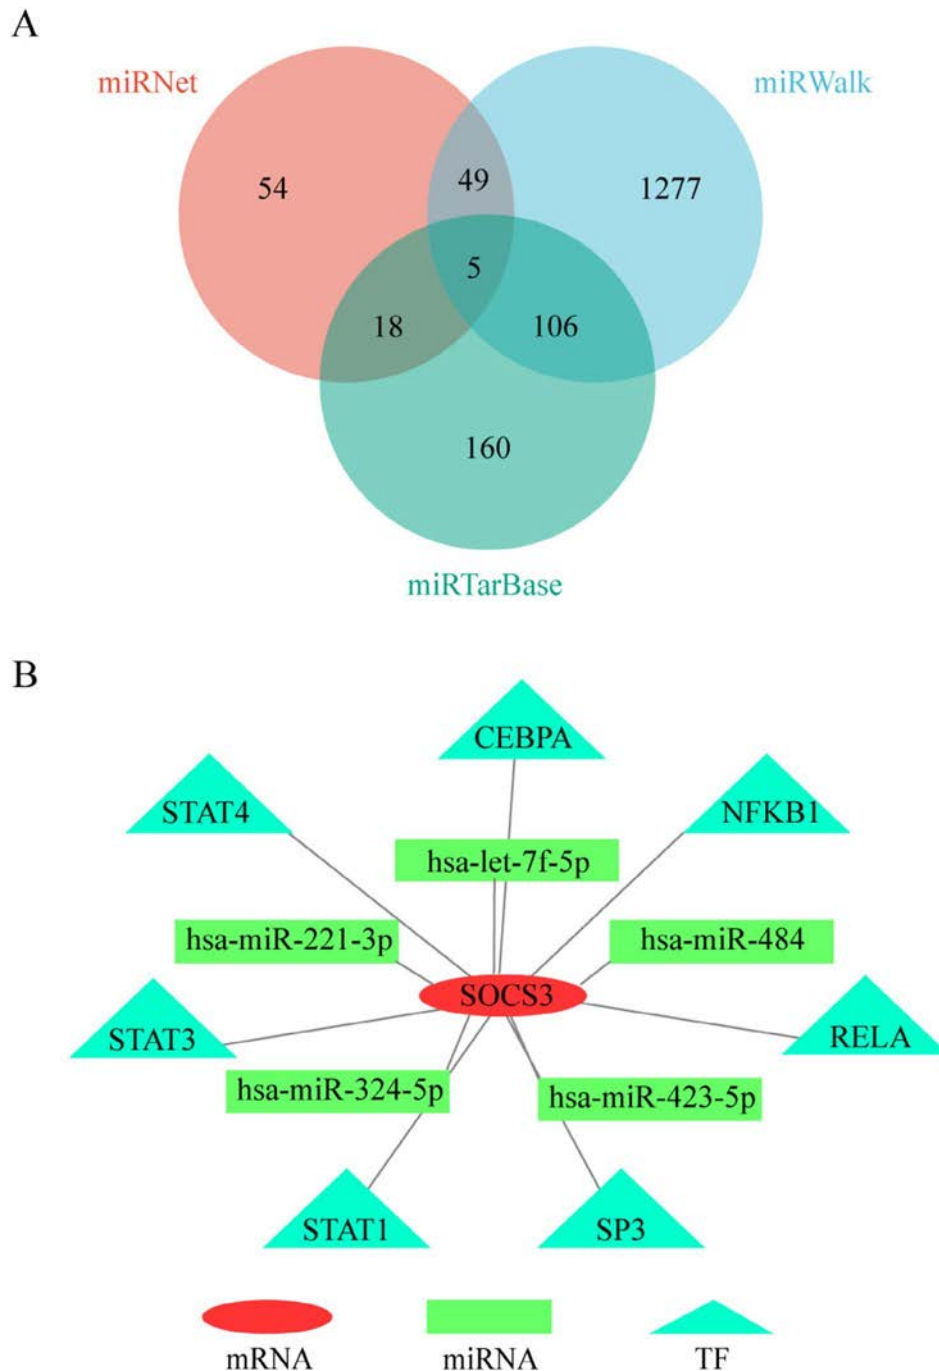 A
miRNet
miRWalk
54
49
1277
5
18
106
160
miRTarBase
B
CEBPA
STAT4
NFKB1
hsa-let-7f-5p
hsa-miR-221-3p
hsa-miR-484
SOCS3
STAT3
RELA
hsa-miR-324-5p
hsa-miR-423-5p
STAT1
SP3
mRNA
miRNA
TF